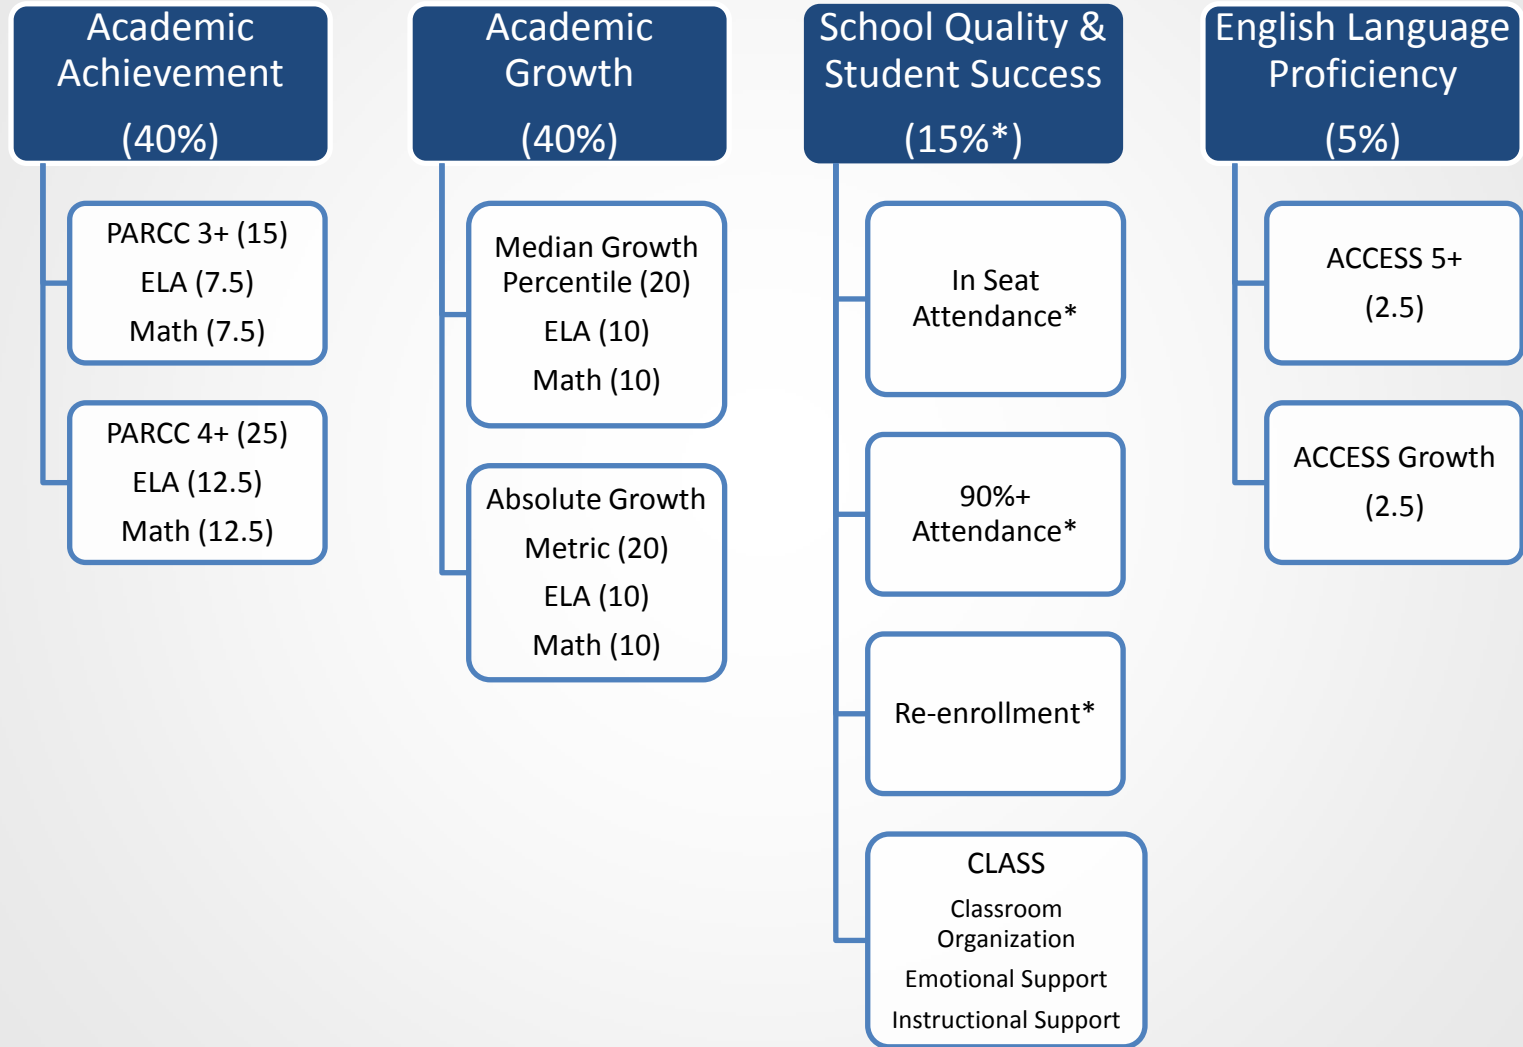 Academic
Achievement
(40%)
PARCC 3+ (15)
ELA (7.5)
Math (7.5)
PARCC 4+ (25)
ELA (12.5)
Math (12.5)
Academic
Growth
(40%)
Median Growth
Percentile (20)
ELA (10)
Math (10)
Absolute Growth
Metric (20)
ELA (10)
Math (10)
School Quality &
Student Success
(15%*)
In Seat
Attendance*
90%+
Attendance*
Re-enrollment*
CLASS
Classroom
Organization
Emotional Support
Instructional Support
English Language
Proficiency
(5%)
ACCESS 5+
(2.5)
ACCESS Growth
(2.5)